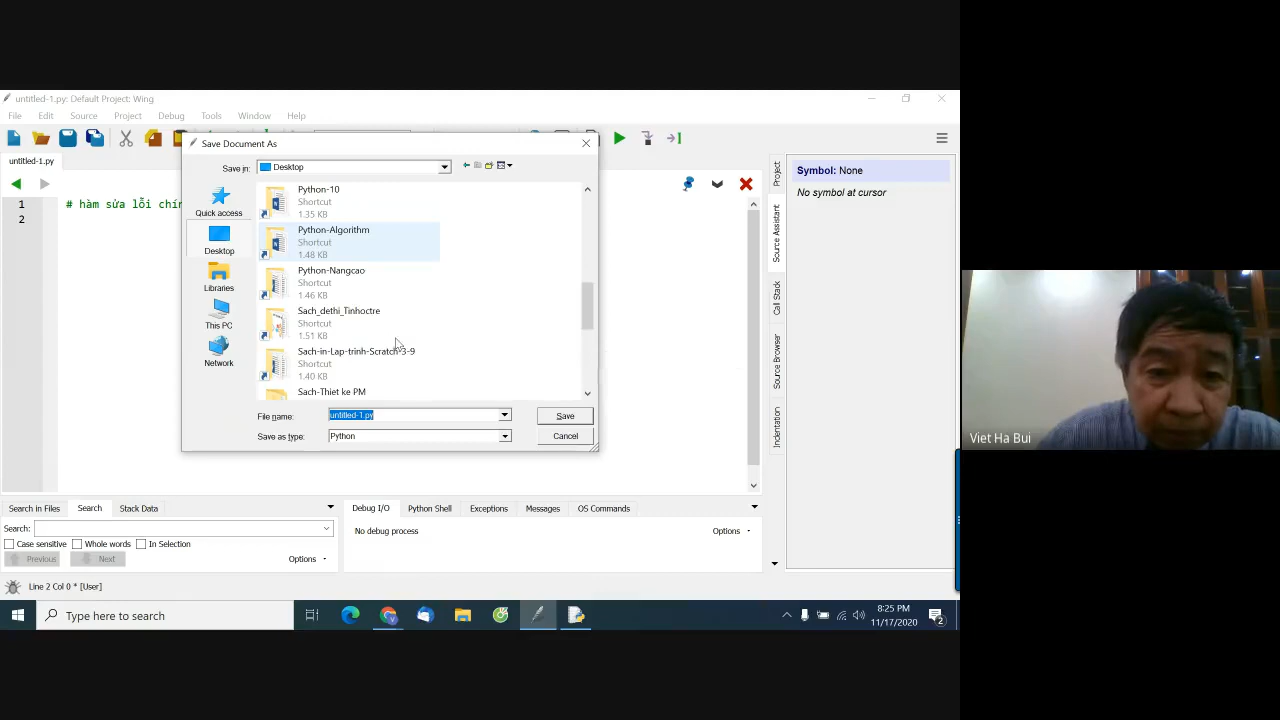 untitled-1.py: Default Project: Wing
File Edit Source Project Debug Tools Window Help
untitled-1.py
1 # hàm sửa lỗi chín
2
Save Document As
Save in: Desktop
Quick access
Desktop
Libraries
This PC
Network
Python-10
Shortcut
1.35 KB
Python-Algorithm
Shortcut
1.48 KB
Python-Nangcao
Shortcut
1.46 KB
Sach_dethi_Tinhoctre
Shortcut
1.51 KB
Sach-in-Lap-trinh-Scratch-3-9
Shortcut
1.40 KB
Sach-Thiet ke PM
File name: untitled-1.py Save
Save as type: Python Cancel
Project
Source Assistant
Call Stack
Source Browser
Indentation
Symbol: None
No symbol at cursor
Viet Ha Bui
Search in Files Search Stack Data
Search:
Case sensitive Whole words In Selection
Previous Next Options
Debug I/O Python Shell Exceptions Messages OS Commands
No debug process Options
Line 2 Col 0 * [User]
Type here to search
8:25 PM
11/17/2020
2